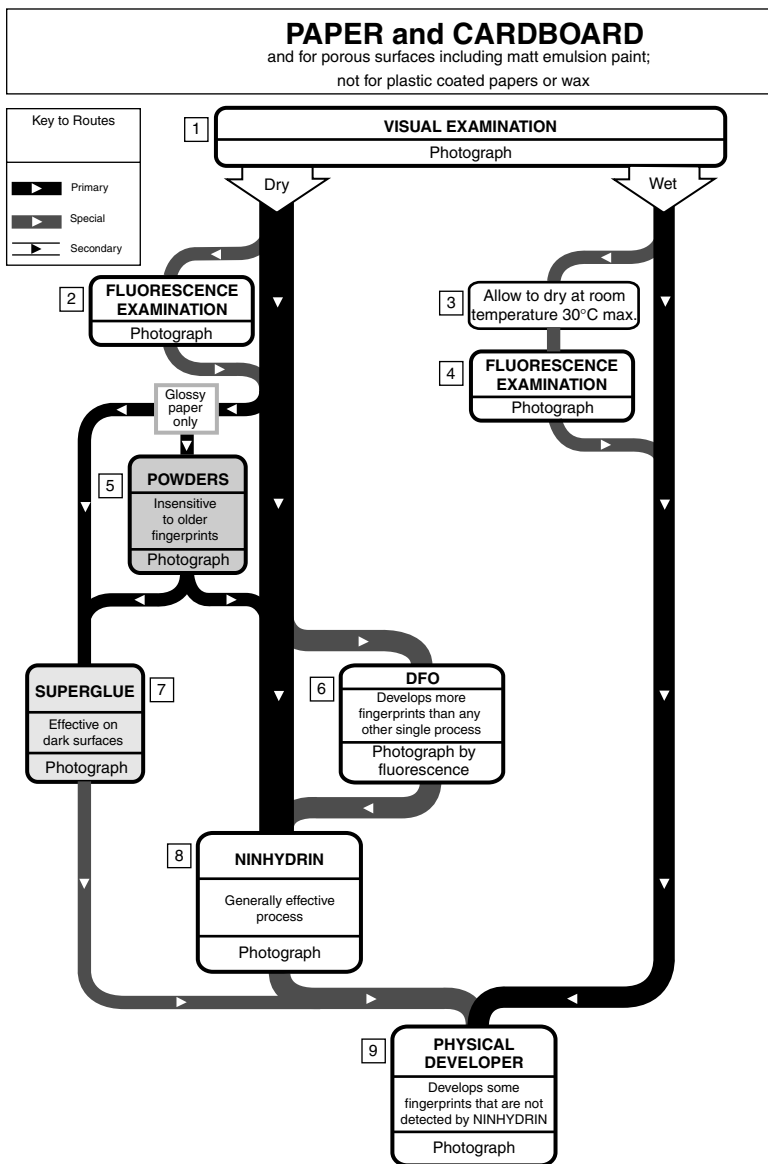 PAPER and CARDBOARD
and for porous surfaces including matt emulsion paint;
not for plastic coated papers or wax
Key to Routes
Primary
Special
Secondary
1
VISUAL EXAMINATION
Photograph
Dry
Wet
2
FLUORESCENCE
EXAMINATION
Photograph
3
Allow to dry at room
temperature 30°C max.
4
FLUORESCENCE
EXAMINATION
Photograph
Glossy
paper
only
5
POWDERS
Insensitive
to older
fingerprints
Photograph
6
DFO
Develops more
fingerprints than any
other single process
Photograph by
fluorescence
7
SUPERGLUE
Effective on
dark surfaces
Photograph
8
NINHYDRIN
Generally effective
process
Photograph
9
PHYSICAL
DEVELOPER
Develops some
fingerprints that are not
detected by NINHYDRIN
Photograph